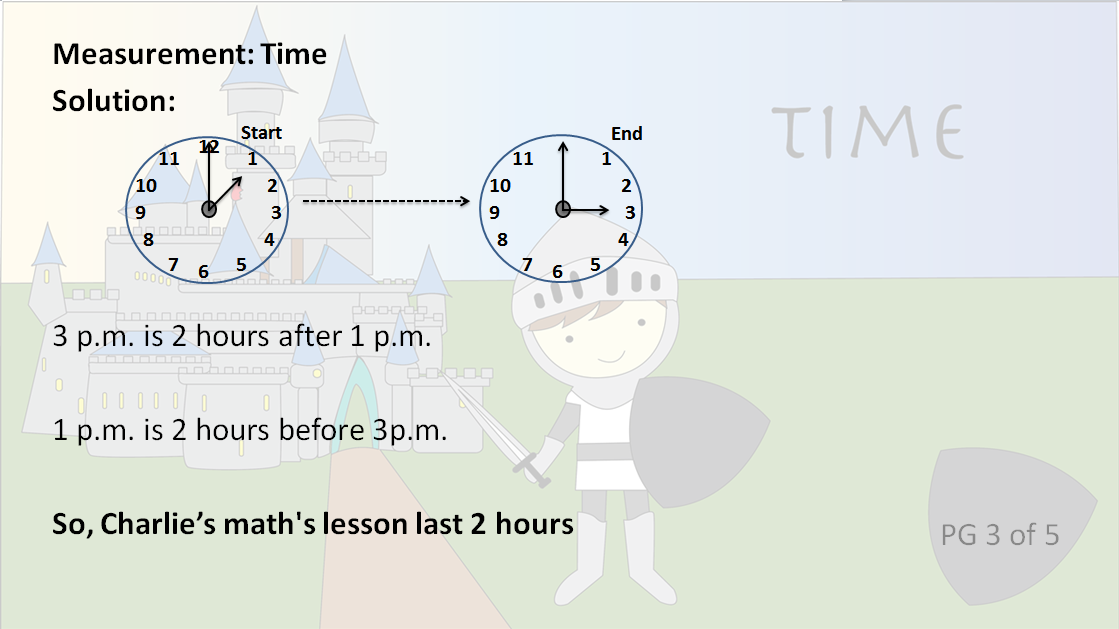 Measurement: Time
TIME
Solution:
Start
End
12
1
2
3
4
5
6
7
8
9
10
11
1
2
3
4
5
6
7
8
9
10
11
3 p.m. is 2 hours after 1 p.m.
1 p.m. is 2 hours before 3p.m.
So, Charlie’s math's lesson last 2 hours
PG 3 of 5